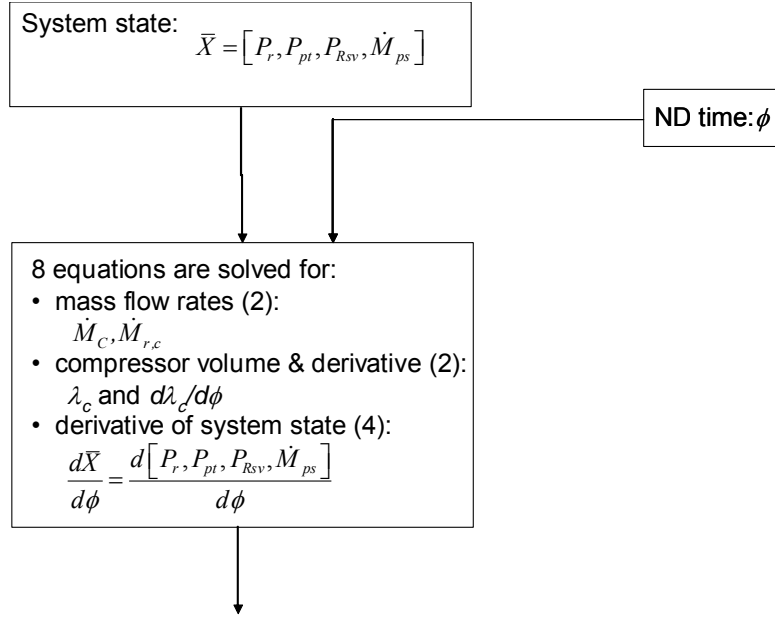 System state:
X̄ = [P_r, P_pt, P_Rsv, Ṁ_ps]
ND time: ϕ
8 equations are solved for:
• mass flow rates (2):
Ṁ_C, Ṁ_r,c
• compressor volume & derivative (2):
λ_c and dλ_c/dϕ
• derivative of system state (4):
dX̄/dϕ = d[P_r, P_pt, P_Rsv, Ṁ_ps]/dϕ